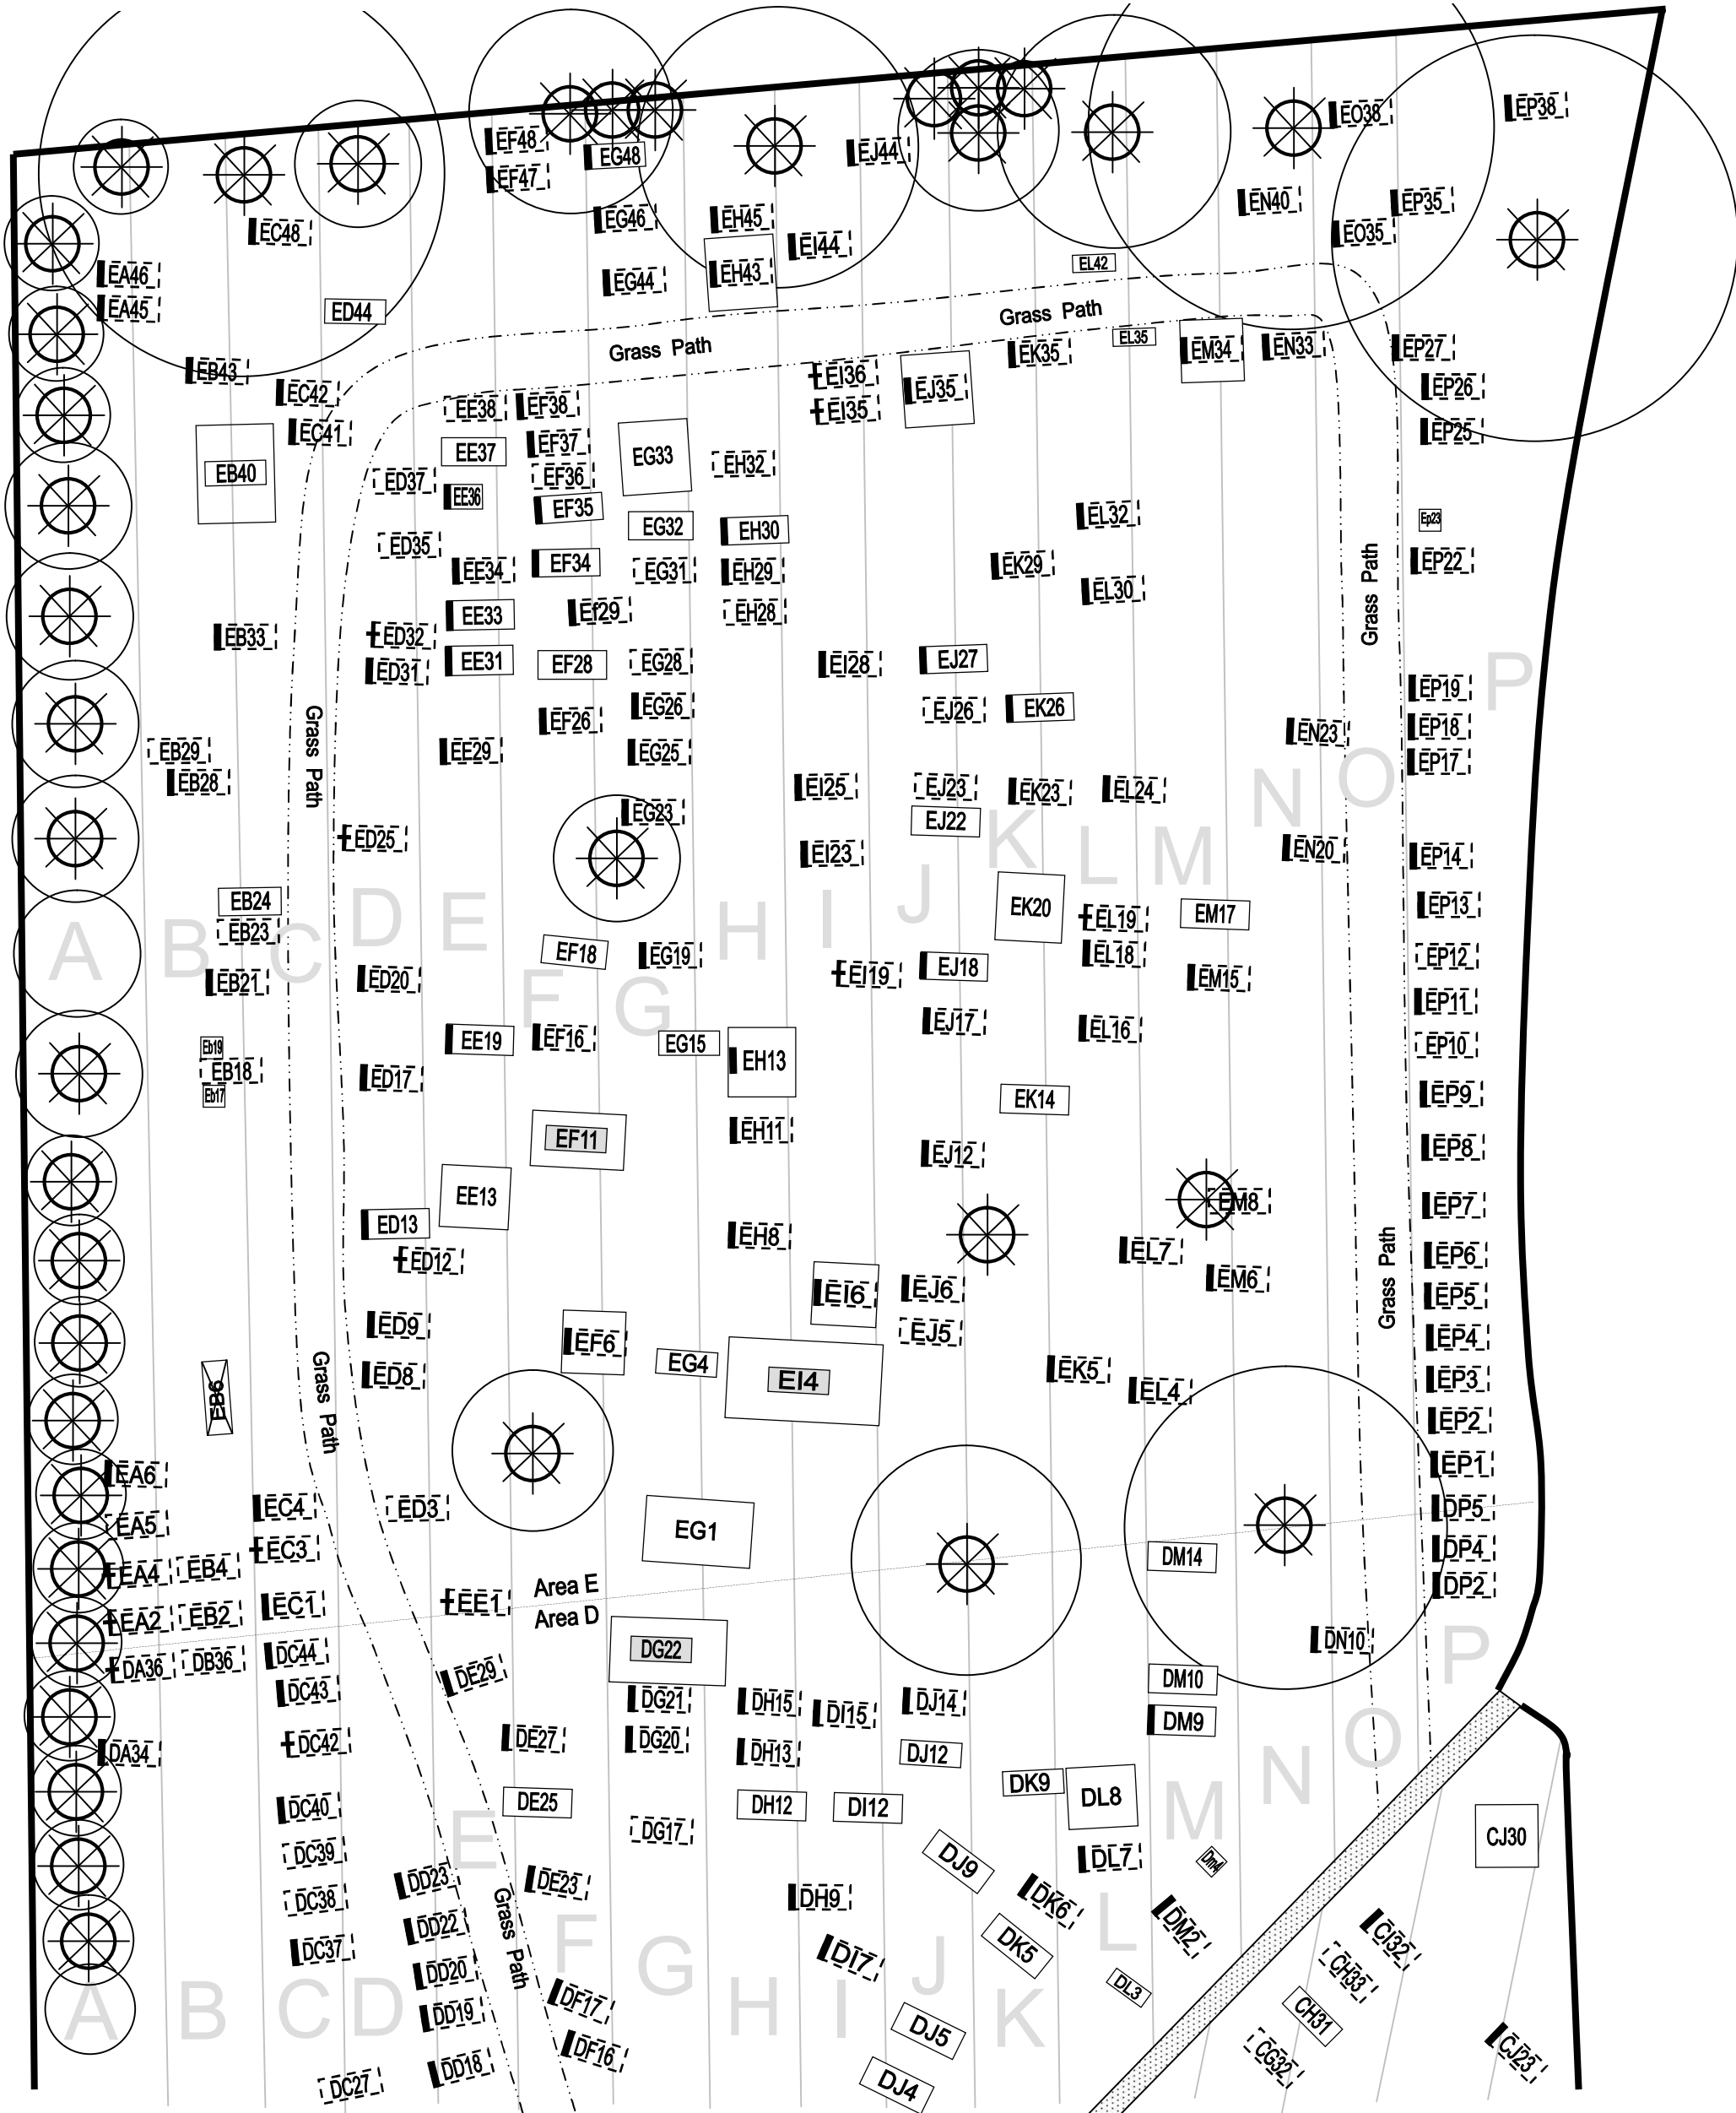 EO38
EP38
EF48
EG48
EJ44
EF47
EN40
EP35
EC48
EG46
EH45
EO35
EI44
EA46
EH43
EL42
EG44
EA45
ED44
Grass Path
EL35
Grass Path
EK35
EM34
EN33
EP27
EB43
EI36
EJ35
EP26
EC42
EE38
EF38
EI35
EC41
EP25
EF37
EE37
EG33
EB40
EH32
EF36
ED37
EE36
EF35
EL32
Ep23
EG32
EH30
ED35
EF34
EP22
EK29
EE34
EG31
EH29
EL30
Grass Path
Ef29
EH28
EE33
EB33
ED32
EE31
EF28
EG28
EI28
EJ27
ED31
P
EP19
EG26
EK26
EJ26
EF26
EP18
EN23
Grass Path
EB29
EE29
EG25
EP17
EB28
EI25
EJ23
EK23
EL24
N
O
EG23
EJ22
ED25
K
L
M
EI23
EN20
EP14
EB24
J
EK20
EP13
EB23
D
E
H
I
EL19
EM17
A
B
C
EF18
EG19
EL18
EP12
EJ18
EI19
EB21
ED20
EM15
F
G
EP11
EJ17
EL16
EE19
EF16
EG15
EP10
Eb19
EH13
EB18
ED17
Eb17
EK14
EP9
EH11
EF11
EP8
EJ12
EE13
EM8
EP7
ED13
EH8
EL7
EP6
ED12
Grass Path
EM6
EI6
EJ6
EP5
ED9
EJ5
EF6
EP4
EG4
EK5
ED8
EI4
EP3
EB6
Grass Path
EL4
EP2
EA6
EP1
EC4
ED3
DP5
EA5
EG1
EC3
DP4
DM14
EA4
EB4
Area E
DP2
EC1
EE1
EA2
EB2
Area D
DN10
DG22
DC44
DA36
DB36
P
DE29
DM10
DC43
DG21
DH15
DJ14
DI15
DM9
DC42
DE27
DG20
DA34
DH13
DJ12
O
N
DK9
DL8
DC40
DE25
DH12
DI12
M
E
DG17
CJ30
DC39
DJ9
DL7
Dm4
DD23
DE23
DC38
DH9
DK6
DD22
DM2
L
CI32
DC37
F
G
DK5
Grass Path
DI7
J
CH33
DD20
DL3
A
B
C
D
DD19
DF17
H
I
K
CH31
DJ5
DF16
CG32
CJ23
DD18
DC27
DJ4